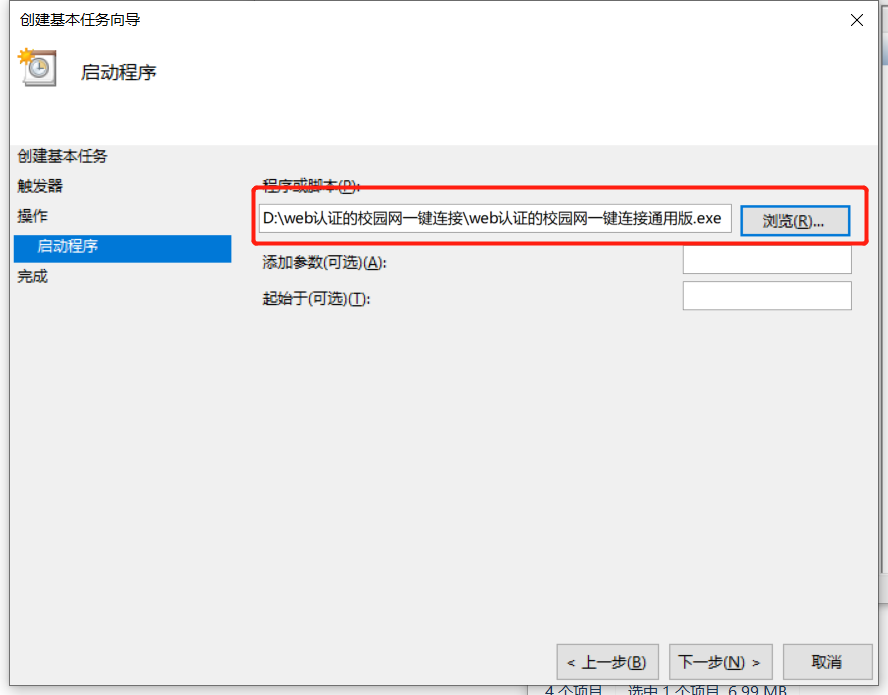 创建基本任务向导
启动程序
创建基本任务
触发器
操作
启动程序
完成
程序或脚本(P):
D:\web认证的校园网一键连接\web认证的校园网一键连接通用版.exe
浏览(R)...
添加参数(可选)(A):
起始于(可选)(T):
< 上一步(B)
下一步(N) >
取消
4 个项目
选中 1 个项目 6.99 MB